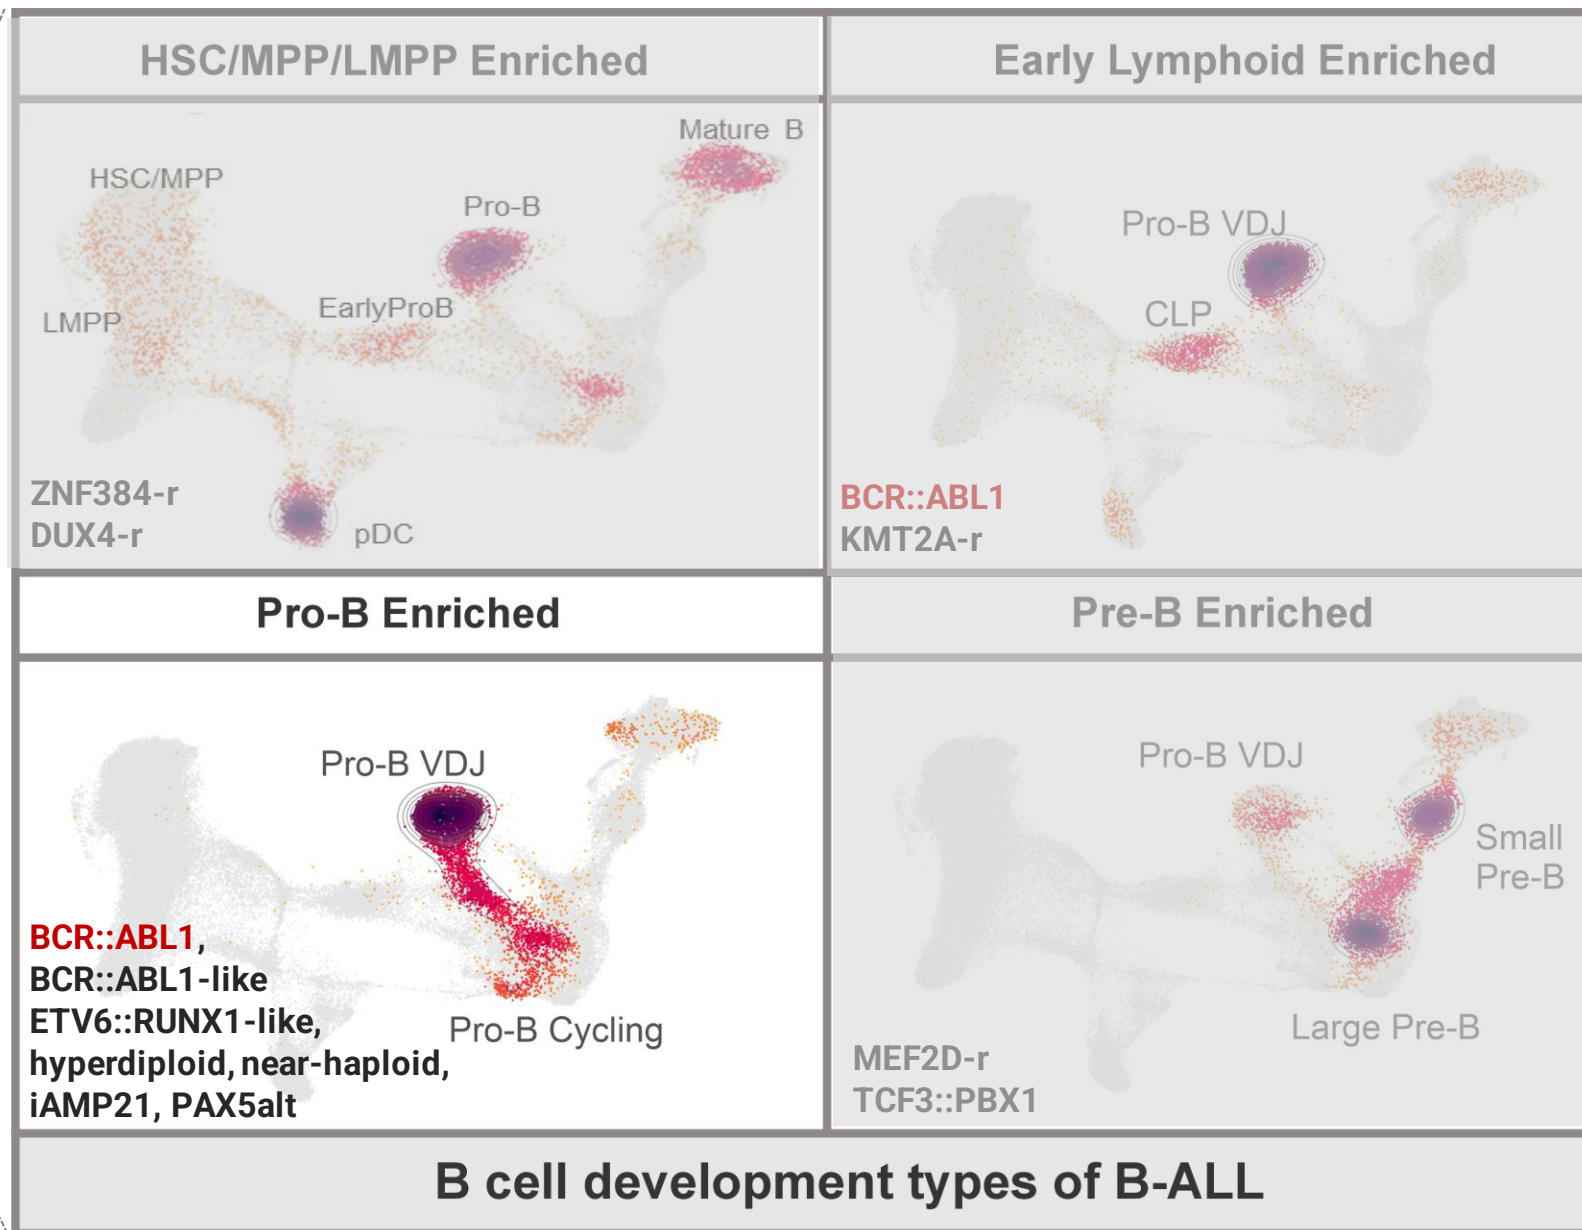 HSC/MPP/LMPP Enriched
Early Lymphoid Enriched
Mature B
HSC/MPP
Pro-B
EarlyProB
LMPP
ZNF384-r
DUX4-r
pDC
Pro-B VDJ
CLP
BCR::ABL1
KMT2A-r
Pro-B Enriched
Pre-B Enriched
Pro-B VDJ
BCR::ABL1,
BCR::ABL1-like
ETV6::RUNX1-like,
hyperdiploid, near-haploid,
iAMP21, PAX5alt
Pro-B Cycling
Pro-B VDJ
Small
Pre-B
Large Pre-B
MEF2D-r
TCF3::PBX1
B cell development types of B-ALL